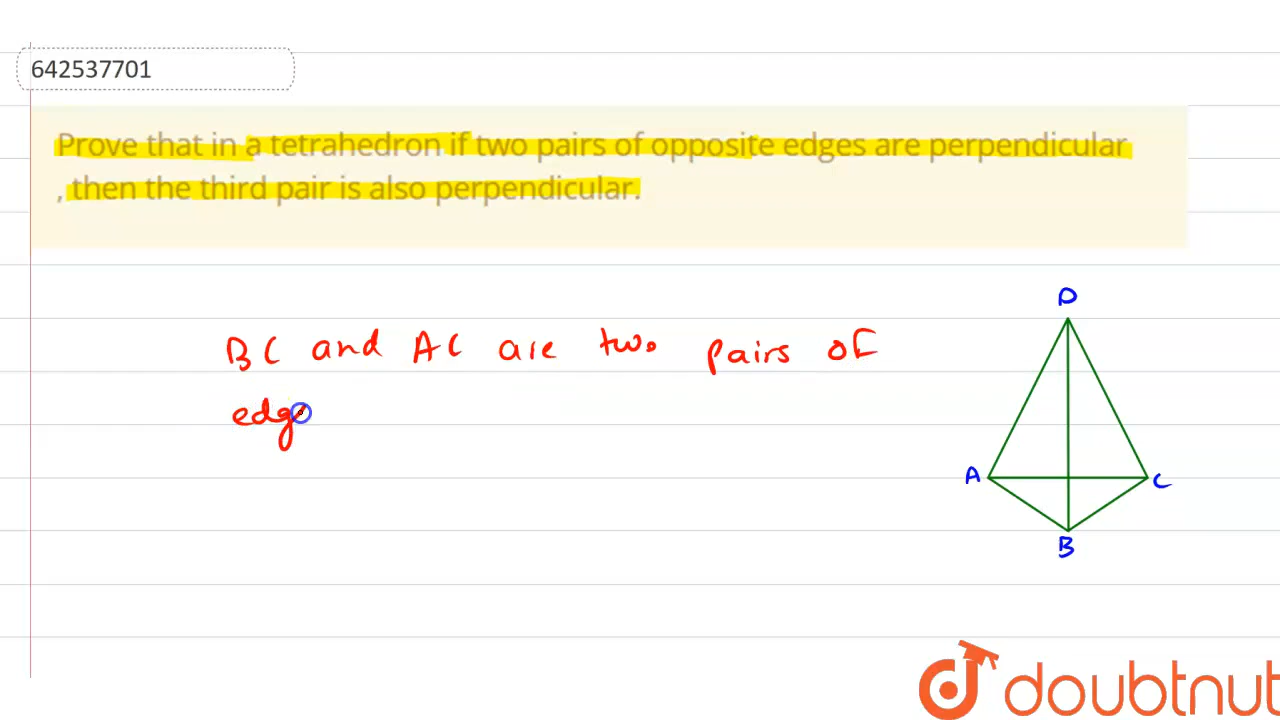 642537701
Prove that in a tetrahedron if two pairs of opposite edges are perpendicular
, then the third pair is also perpendicular.
D
BC and AC are two pairs of
edge
A
C
B
doubtnut